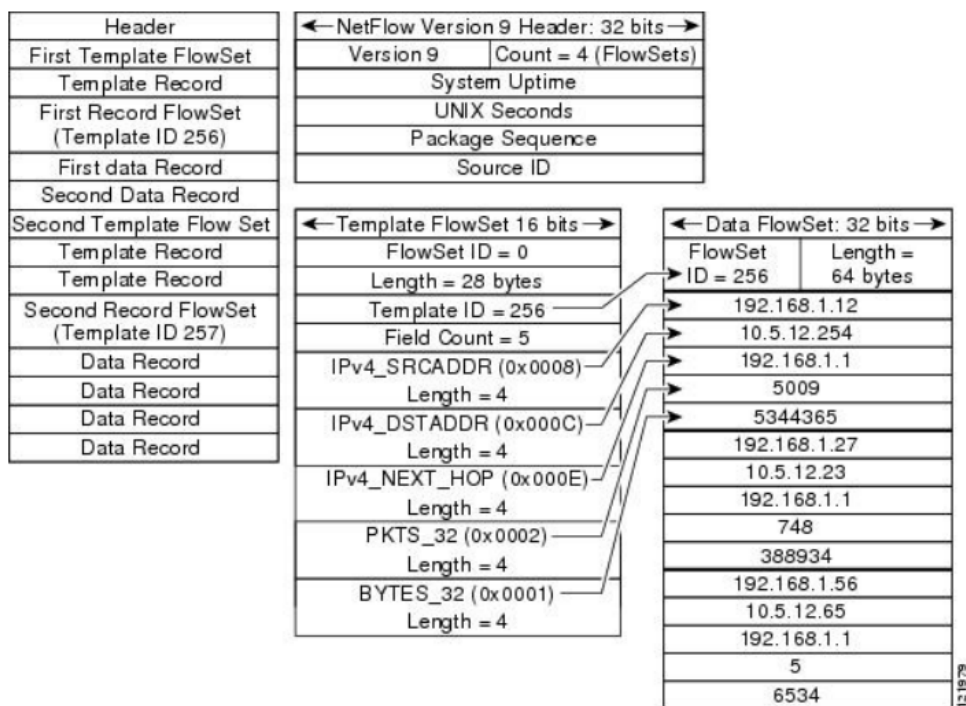 Header
First Template FlowSet
Template Record
First Record FlowSet
(Template ID 256)
First data Record
Second Data Record
Second Template Flow Set
Template Record
Template Record
Second Record FlowSet
(Template ID 257)
Data Record
Data Record
Data Record
Data Record
NetFlow Version 9 Header: 32 bits
Version 9
Count = 4 (FlowSets)
System Uptime
UNIX Seconds
Package Sequence
Source ID
Template FlowSet 16 bits
FlowSet ID = 0
Length = 28 bytes
Template ID = 256
Field Count = 5
IPv4_SRCADDR (0x0008)
Length = 4
IPv4_DSTADDR (0x000C)
Length = 4
IPv4_NEXT_HOP (0x000E)
Length = 4
PKTS_32 (0x0002)
Length = 4
BYTES_32 (0x0001)
Length = 4
Data FlowSet: 32 bits
FlowSet
ID = 256
Length =
64 bytes
192.168.1.12
10.5.12.254
192.168.1.1
5009
5344365
192.168.1.27
10.5.12.23
192.168.1.1
748
388934
192.168.1.56
10.5.12.65
192.168.1.1
5
6534
121979